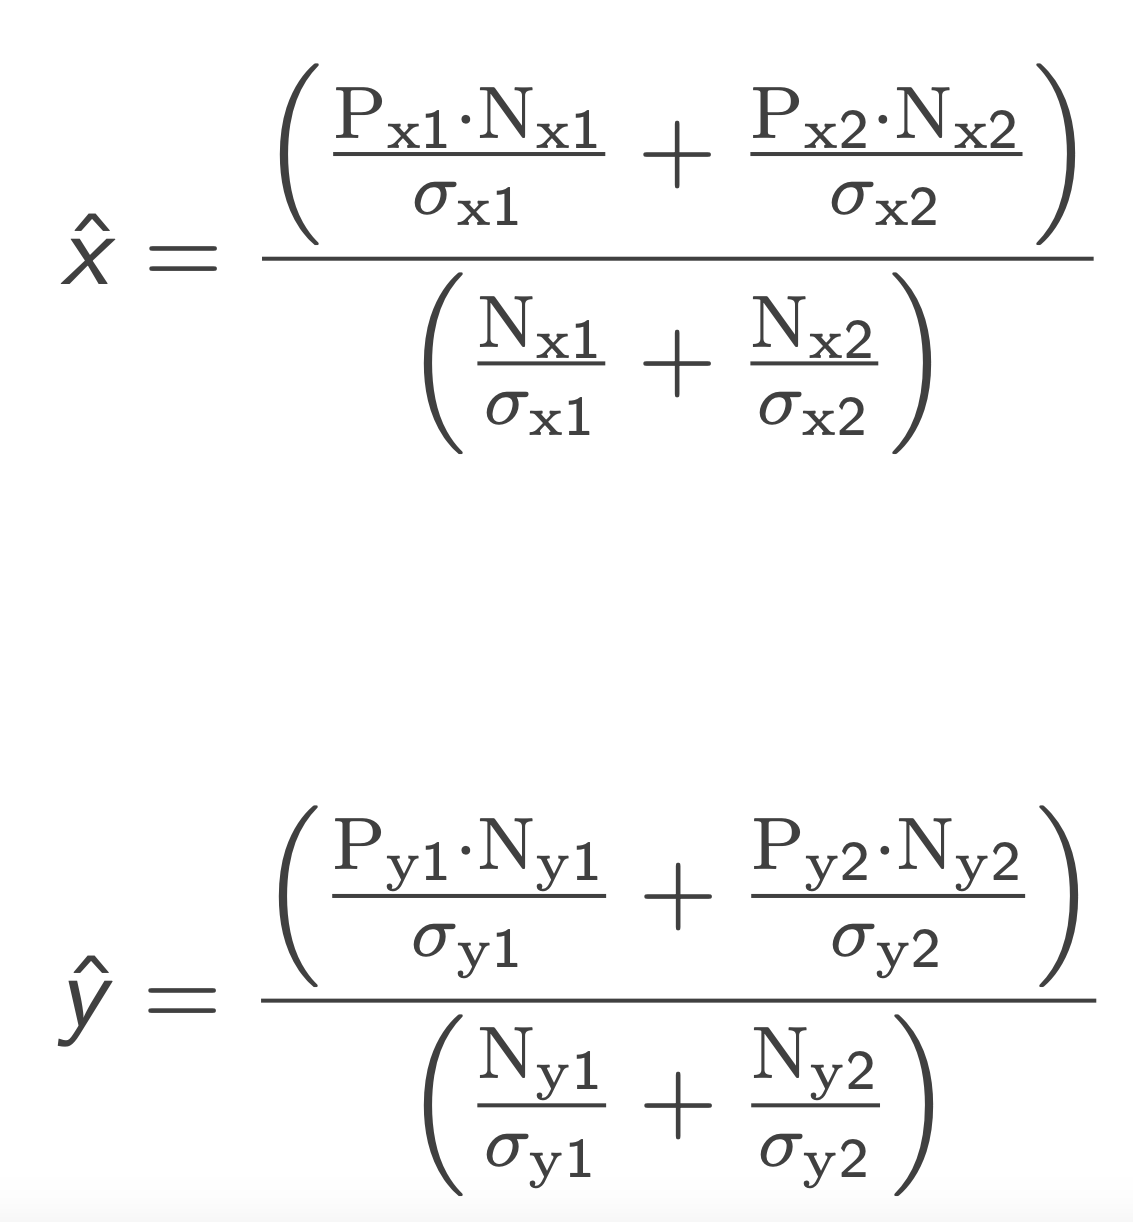 x̂ = ((Px1·Nx1)/σx1 + (Px2·Nx2)/σx2) / (Nx1/σx1 + Nx2/σx2)
ŷ = ((Py1·Ny1)/σy1 + (Py2·Ny2)/σy2) / (Ny1/σy1 + Ny2/σy2)